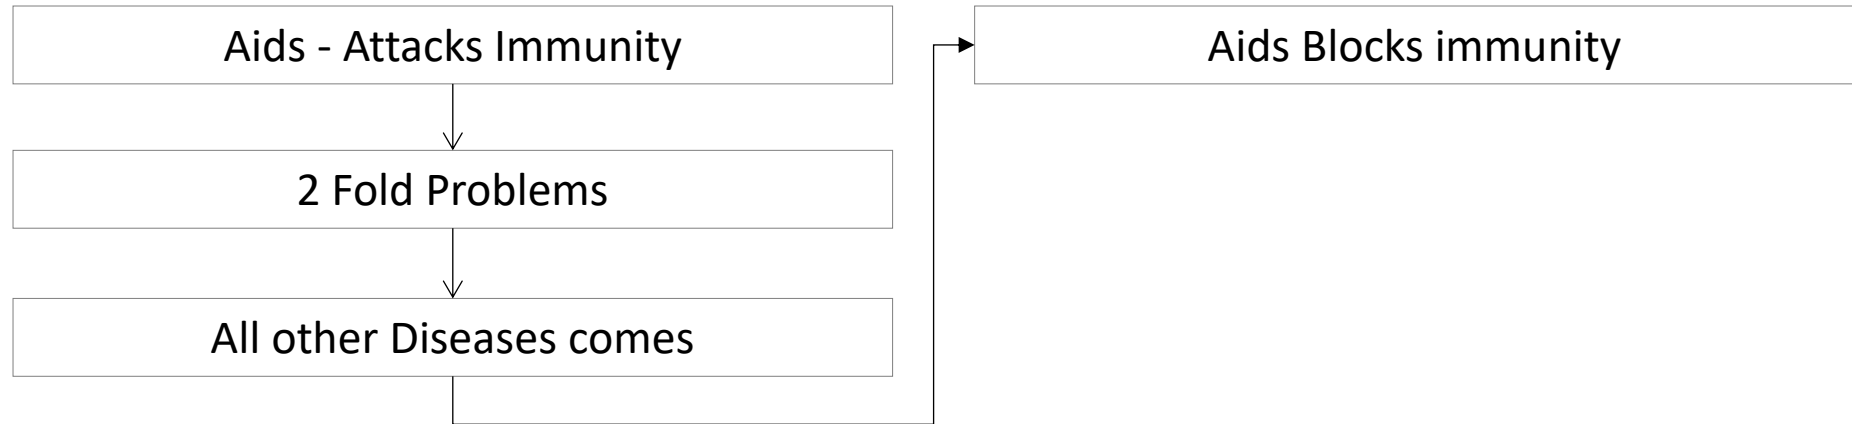 Aids - Attacks Immunity
2 Fold Problems
All other Diseases comes
Aids Blocks immunity